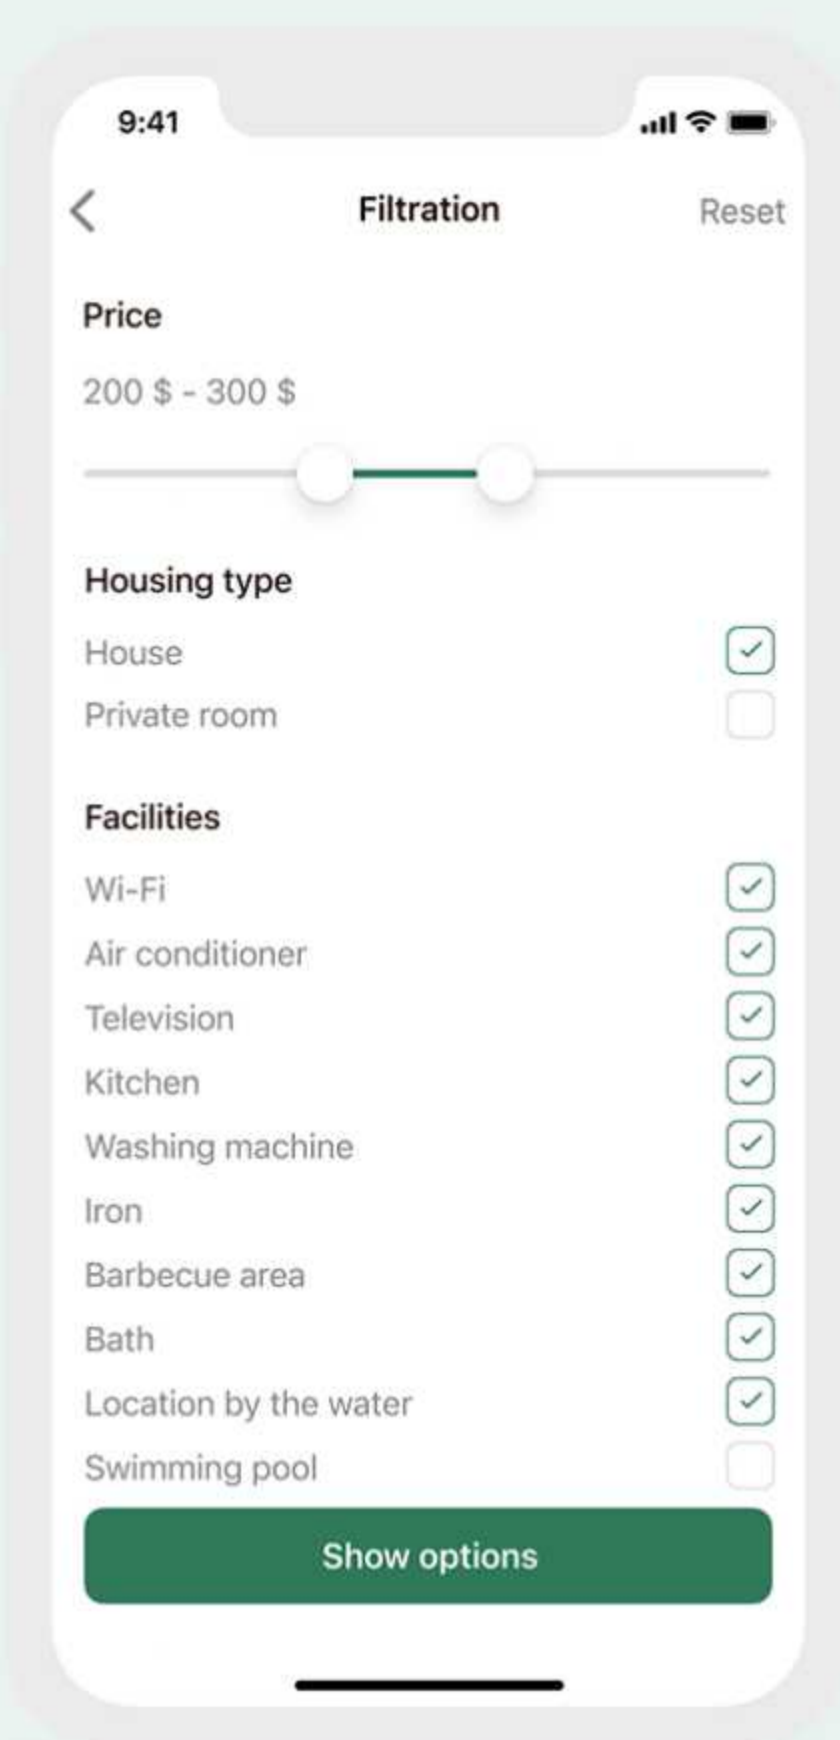 9:41
Filtration
Reset
Price
200 $ - 300 $
Housing type
House
Private room
Facilities
Wi-Fi
Air conditioner
Television
Kitchen
Washing machine
Iron
Barbecue area
Bath
Location by the water
Swimming pool
Show options